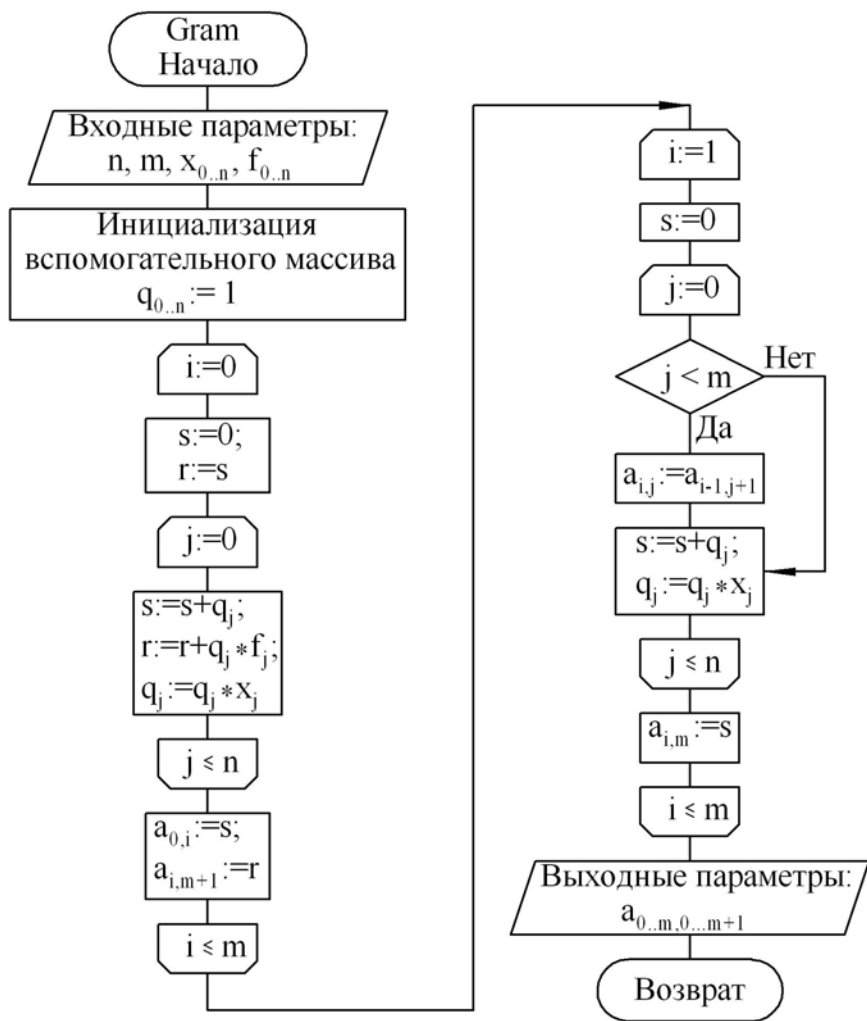 Gram
Начало
Входные параметры:
n, m, x₀..ₙ, f₀..ₙ
Инициализация
вспомогательного массива
q₀..ₙ := 1
i:=0
s:=0;
r:=s
j:=0
s:=s+qⱼ;
r:=r+qⱼ*fⱼ;
qⱼ:=qⱼ*xⱼ
j ≤ n
a₀,ᵢ:=s;
aᵢ,ₘ₊₁:=r
i ≤ m
i:=1
s:=0
j:=0
j < m
Нет
Да
aᵢ,ⱼ:=aᵢ₋₁,ⱼ₊₁
s:=s+qⱼ;
qⱼ:=qⱼ*xⱼ
j ≤ n
aᵢ,ₘ:=s
i ≤ m
Выходные параметры:
a₀..ₘ,₀...ₘ₊₁
Возврат